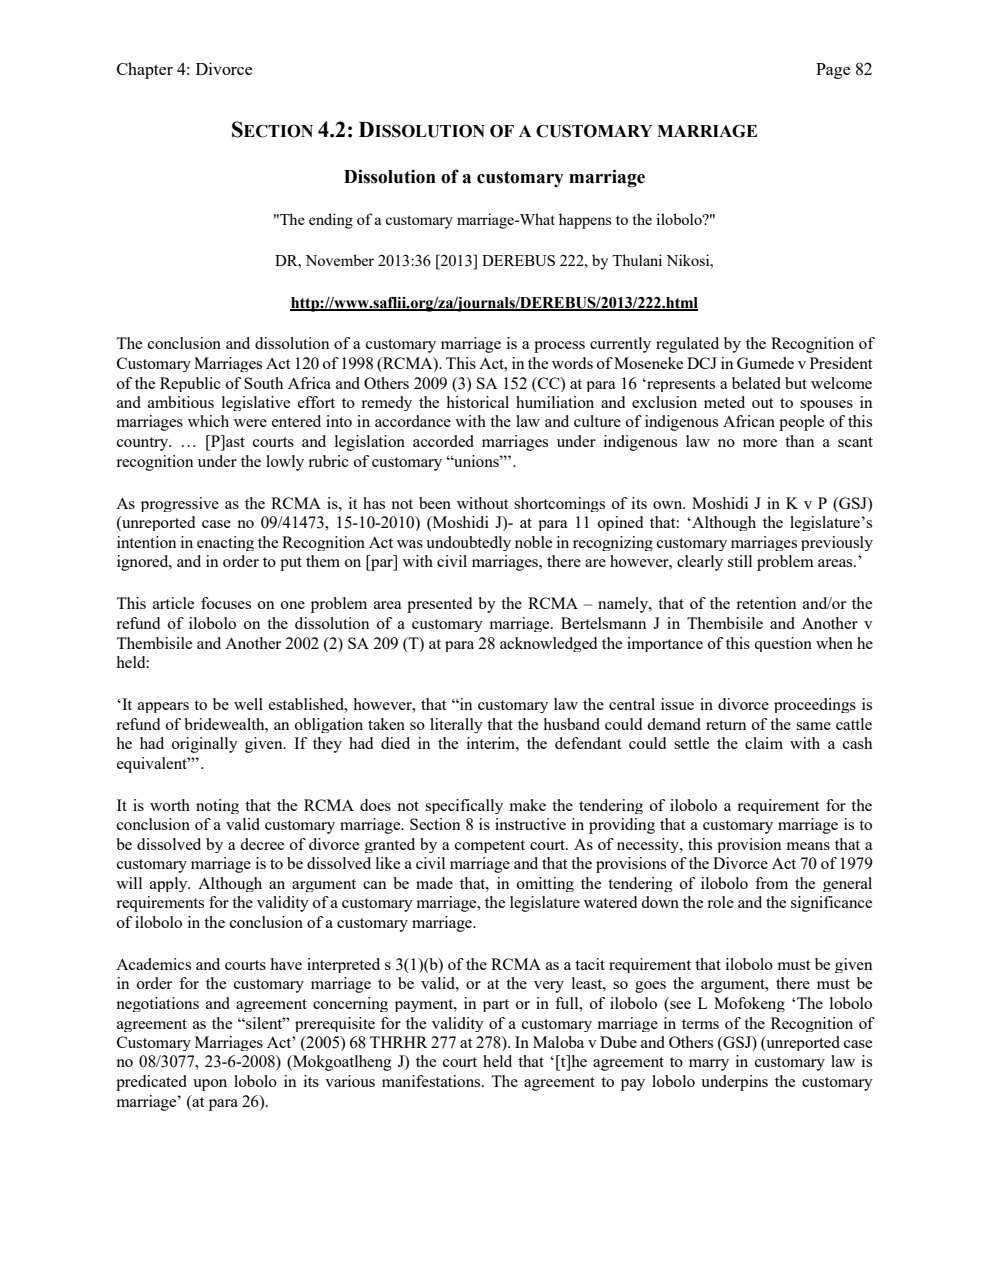 Chapter 4: Divorce Page 82
SECTION 4.2: DISSOLUTION OF A CUSTOMARY MARRIAGE
Dissolution of a customary marriage
"The ending of a customary marriage-What happens to the ilobolo?"
DR, November 2013:36 [2013] DEREBUS 222, by Thulani Nikosi,
http://www.saflii.org/za/journals/DEREBUS/2013/222.html
The conclusion and dissolution of a customary marriage is a process currently regulated by the Recognition of
Customary Marriages Act 120 of 1998 (RCMA). This Act, in the words of Moseneke DCJ in Gumede v President
of the Republic of South Africa and Others 2009 (3) SA 152 (CC) at para 16 ‘represents a belated but welcome
and ambitious legislative effort to remedy the historical humiliation and exclusion meted out to spouses in
marriages which were entered into in accordance with the law and culture of indigenous African people of this
country. … [P]ast courts and legislation accorded marriages under indigenous law no more than a scant
recognition under the lowly rubric of customary “unions”’.
As progressive as the RCMA is, it has not been without shortcomings of its own. Moshidi J in K v P (GSJ)
(unreported case no 09/41473, 15-10-2010) (Moshidi J)- at para 11 opined that: ‘Although the legislature’s
intention in enacting the Recognition Act was undoubtedly noble in recognizing customary marriages previously
ignored, and in order to put them on [par] with civil marriages, there are however, clearly still problem areas.’
This article focuses on one problem area presented by the RCMA – namely, that of the retention and/or the
refund of ilobolo on the dissolution of a customary marriage. Bertelsmann J in Thembisile and Another v
Thembisile and Another 2002 (2) SA 209 (T) at para 28 acknowledged the importance of this question when he
held:
‘It appears to be well established, however, that “in customary law the central issue in divorce proceedings is
refund of bridewealth, an obligation taken so literally that the husband could demand return of the same cattle
he had originally given. If they had died in the interim, the defendant could settle the claim with a cash
equivalent”’.
It is worth noting that the RCMA does not specifically make the tendering of ilobolo a requirement for the
conclusion of a valid customary marriage. Section 8 is instructive in providing that a customary marriage is to
be dissolved by a decree of divorce granted by a competent court. As of necessity, this provision means that a
customary marriage is to be dissolved like a civil marriage and that the provisions of the Divorce Act 70 of 1979
will apply. Although an argument can be made that, in omitting the tendering of ilobolo from the general
requirements for the validity of a customary marriage, the legislature watered down the role and the significance
of ilobolo in the conclusion of a customary marriage.
Academics and courts have interpreted s 3(1)(b) of the RCMA as a tacit requirement that ilobolo must be given
in order for the customary marriage to be valid, or at the very least, so goes the argument, there must be
negotiations and agreement concerning payment, in part or in full, of ilobolo (see L Mofokeng ‘The lobolo
agreement as the “silent” prerequisite for the validity of a customary marriage in terms of the Recognition of
Customary Marriages Act’ (2005) 68 THRHR 277 at 278). In Maloba v Dube and Others (GSJ) (unreported case
no 08/3077, 23-6-2008) (Mokgoatlheng J) the court held that ‘[t]he agreement to marry in customary law is
predicated upon lobolo in its various manifestations. The agreement to pay lobolo underpins the customary
marriage’ (at para 26).